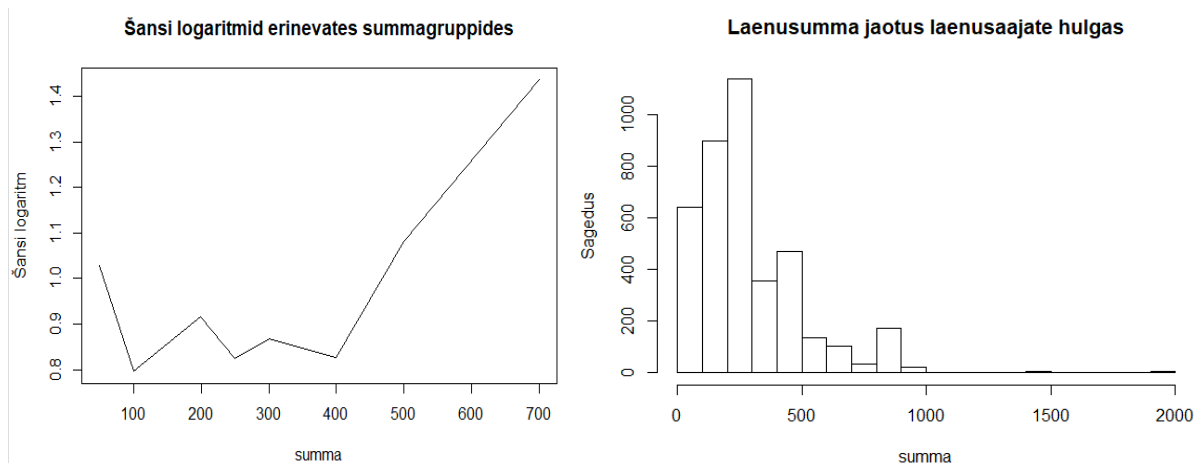 Šansi logaritmid erinevates summagruppides
Šansi logaritm
1.4
1.3
1.2
1.1
1.0
0.9
0.8
100 200 300 400 500 600 700
summa
Laenusumma jaotus laenusaajate hulgas
Sagedus
1000
800
600
400
200
0
0 500 1000 1500 2000
summa